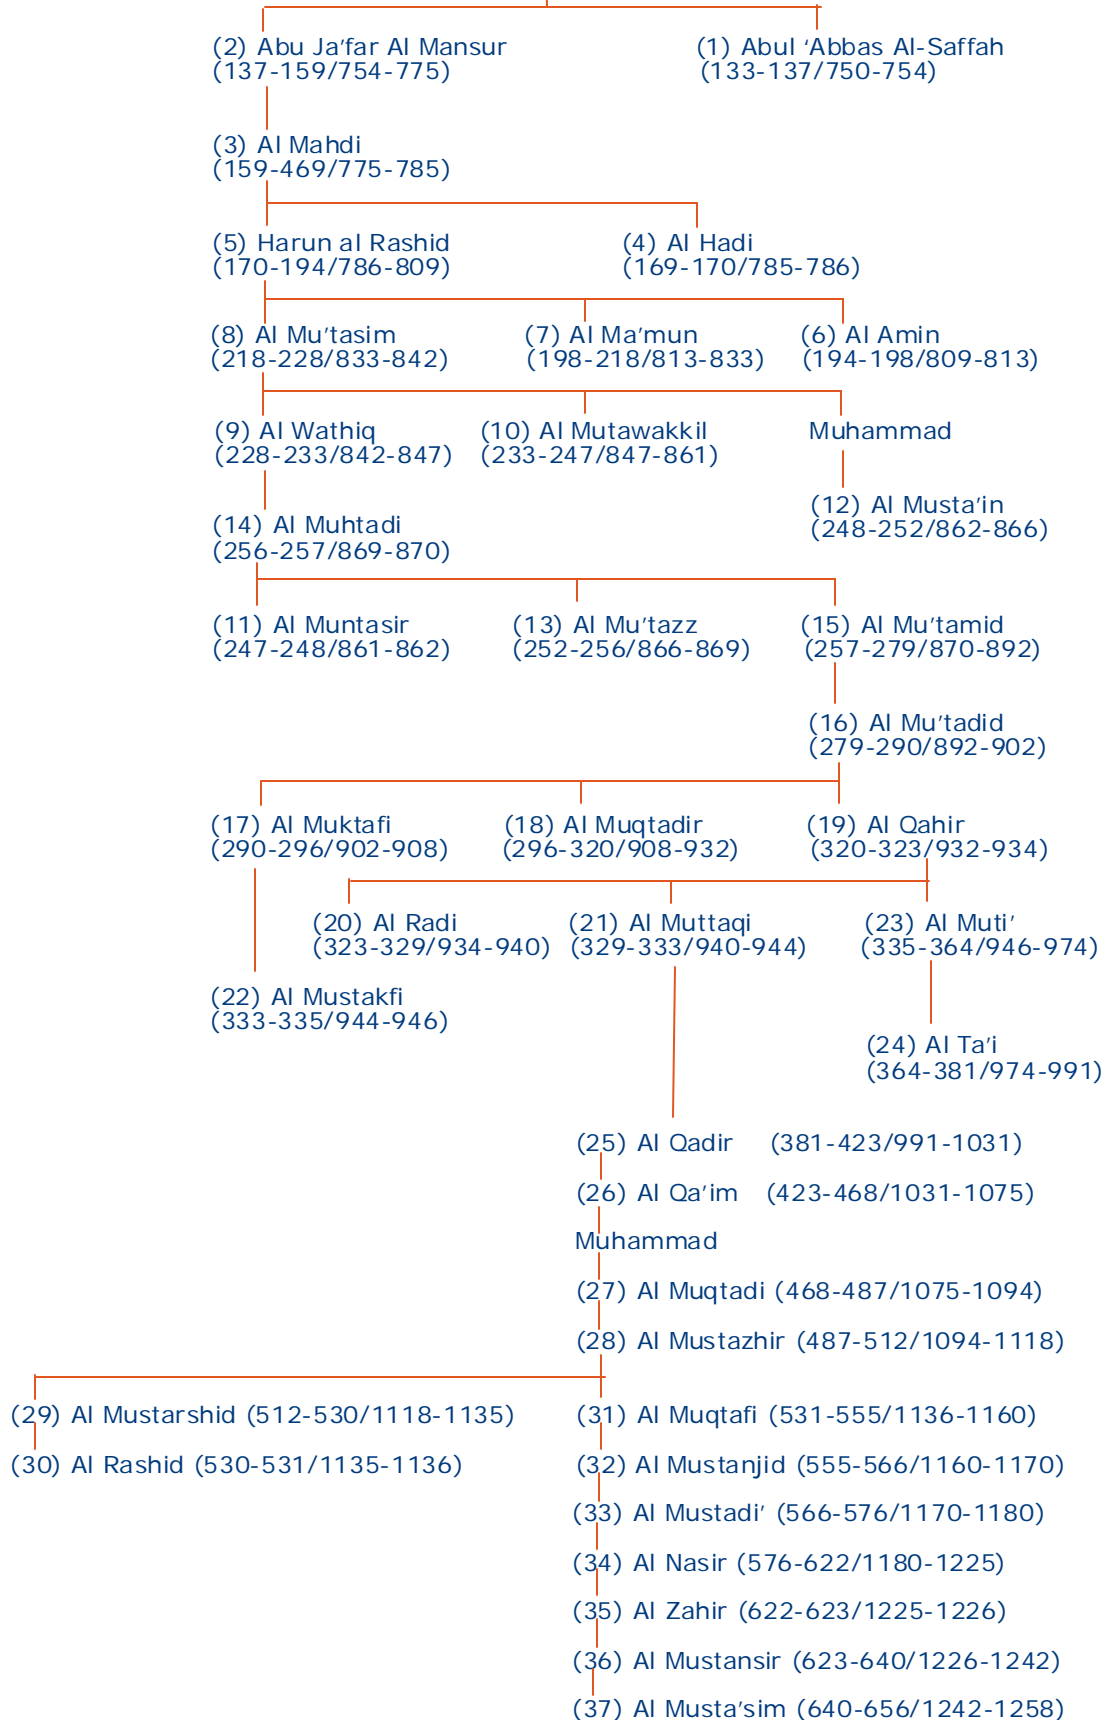 (2) Abu Ja’far Al Mansur
(137-159/754-775)
(1) Abul ‘Abbas Al-Saffah
(133-137/750-754)
(3) Al Mahdi
(159-469/775-785)
(5) Harun al Rashid
(170-194/786-809)
(4) Al Hadi
(169-170/785-786)
(8) Al Mu’tasim
(218-228/833-842)
(7) Al Ma’mun
(198-218/813-833)
(6) Al Amin
(194-198/809-813)
(9) Al Wathiq
(228-233/842-847)
(10) Al Mutawakkil
(233-247/847-861)
Muhammad
(12) Al Musta’in
(248-252/862-866)
(14) Al Muhtadi
(256-257/869-870)
(11) Al Muntasir
(247-248/861-862)
(13) Al Mu’tazz
(252-256/866-869)
(15) Al Mu’tamid
(257-279/870-892)
(16) Al Mu’tadid
(279-290/892-902)
(17) Al Muktafi
(290-296/902-908)
(18) Al Muqtadir
(296-320/908-932)
(19) Al Qahir
(320-323/932-934)
(20) Al Radi
(323-329/934-940)
(21) Al Muttaqi
(329-333/940-944)
(23) Al Muti’
(335-364/946-974)
(22) Al Mustakfi
(333-335/944-946)
(24) Al Ta’i
(364-381/974-991)
(25) Al Qadir (381-423/991-1031)
(26) Al Qa’im (423-468/1031-1075)
Muhammad
(27) Al Muqtadi (468-487/1075-1094)
(28) Al Mustazhir (487-512/1094-1118)
(29) Al Mustarshid (512-530/1118-1135)
(31) Al Muqtafi (531-555/1136-1160)
(30) Al Rashid (530-531/1135-1136)
(32) Al Mustanjid (555-566/1160-1170)
(33) Al Mustadi’ (566-576/1170-1180)
(34) Al Nasir (576-622/1180-1225)
(35) Al Zahir (622-623/1225-1226)
(36) Al Mustansir (623-640/1226-1242)
(37) Al Musta’sim (640-656/1242-1258)